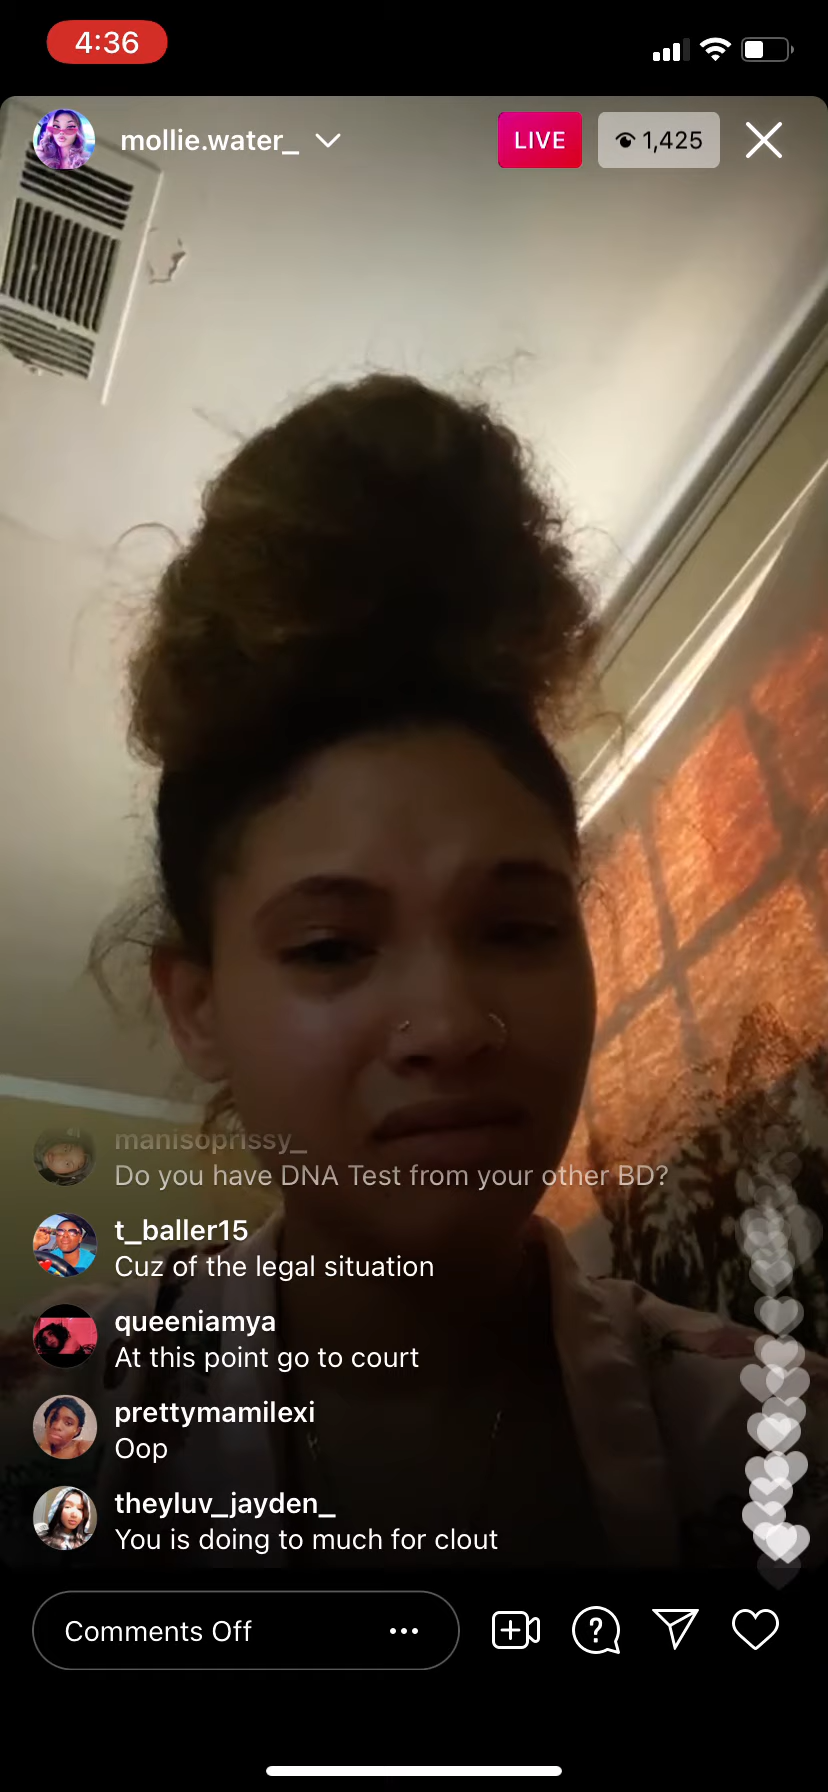 4:36
mollie.water_
LIVE
1,425
manisoprissy_
Do you have DNA Test from your other BD?
t_baller15
Cuz of the legal situation
queeniamya
At this point go to court
prettymamilexi
Oop
theyluv_jayden_
You is doing to much for clout
Comments Off